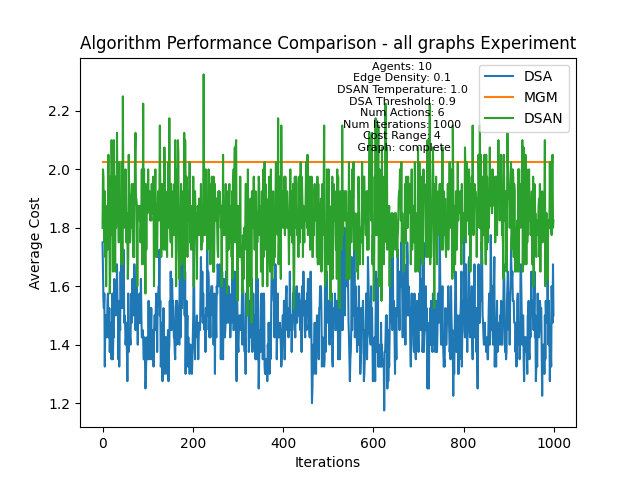 Algorithm Performance Comparison - all graphs Experiment
Agents: 10
Edge Density: 0.1
DSAN Temperature: 1.0
DSA Threshold: 0.9
Num Actions: 6
Num Iterations: 1000
Cost Range: 4
Graph: complete
DSA
MGM
DSAN
Average Cost
2.2
2.0
1.8
1.6
1.4
1.2
0
200
400
600
800
1000
Iterations